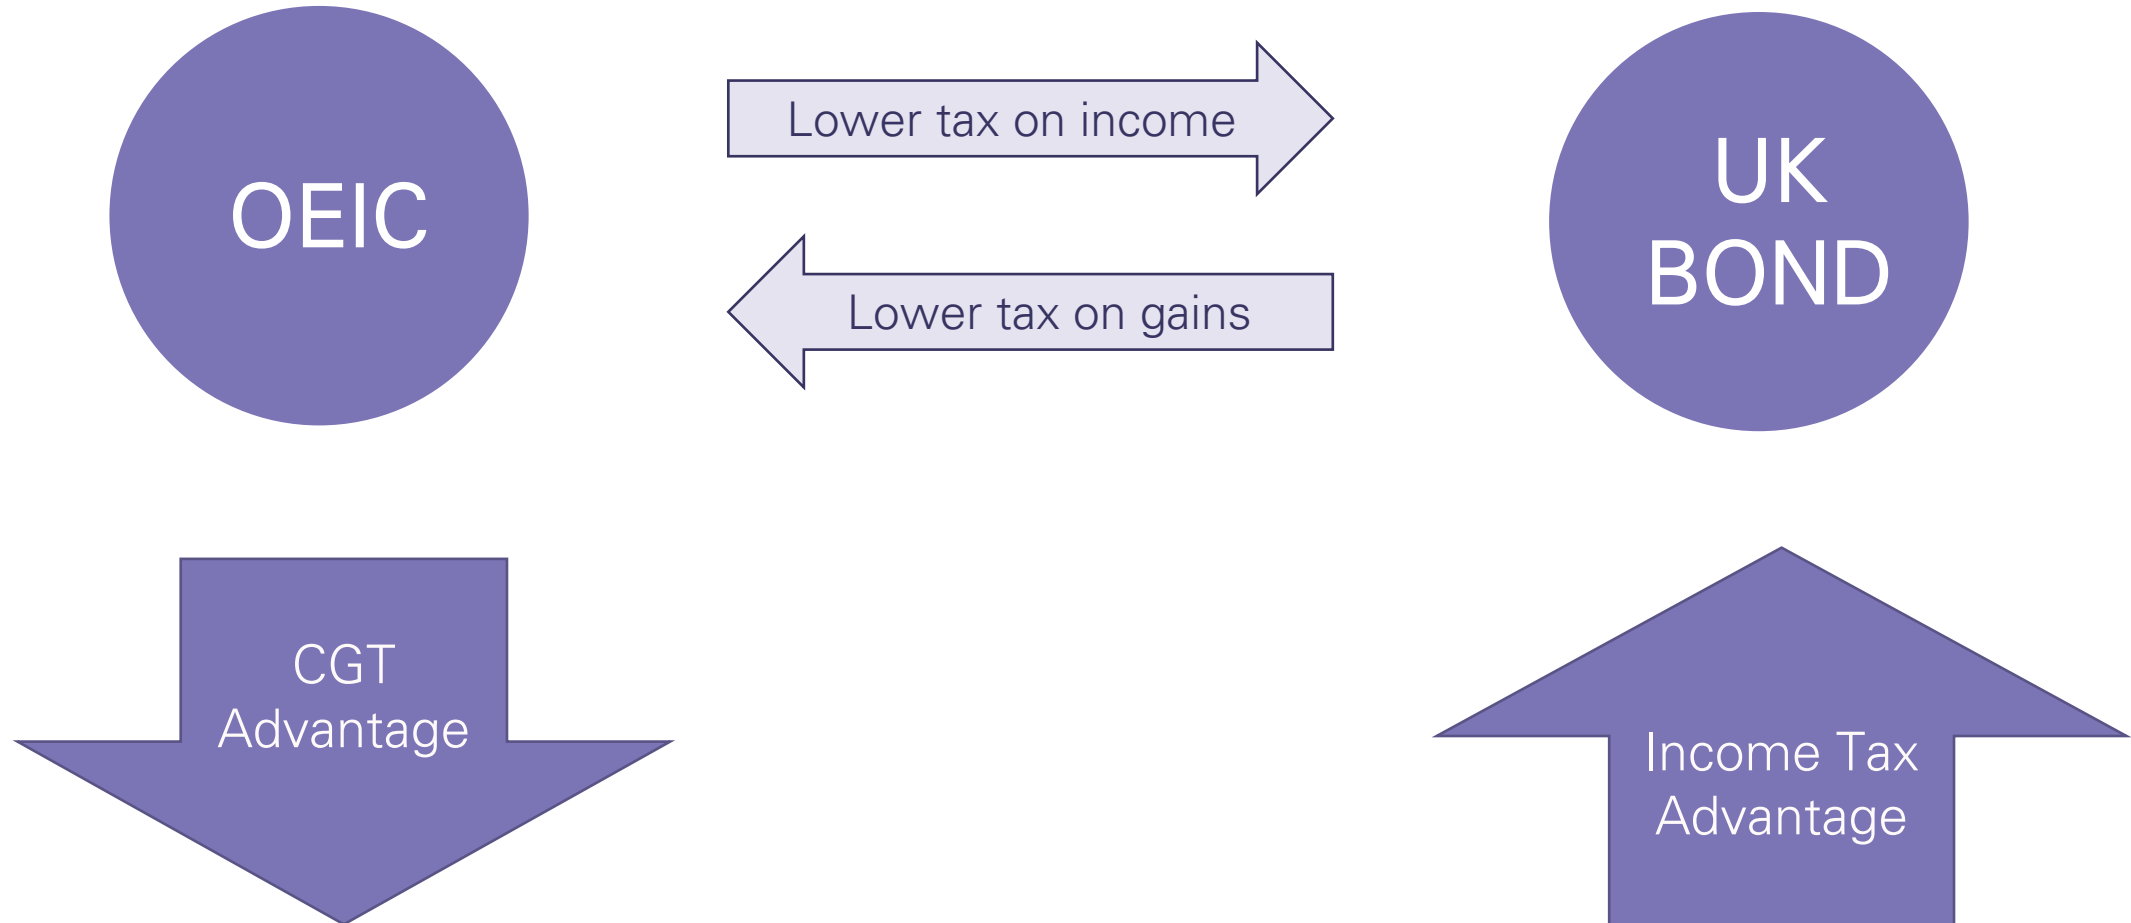 OEIC
Lower tax on income
Lower tax on gains
UK
BOND
CGT
Advantage
Income Tax
Advantage